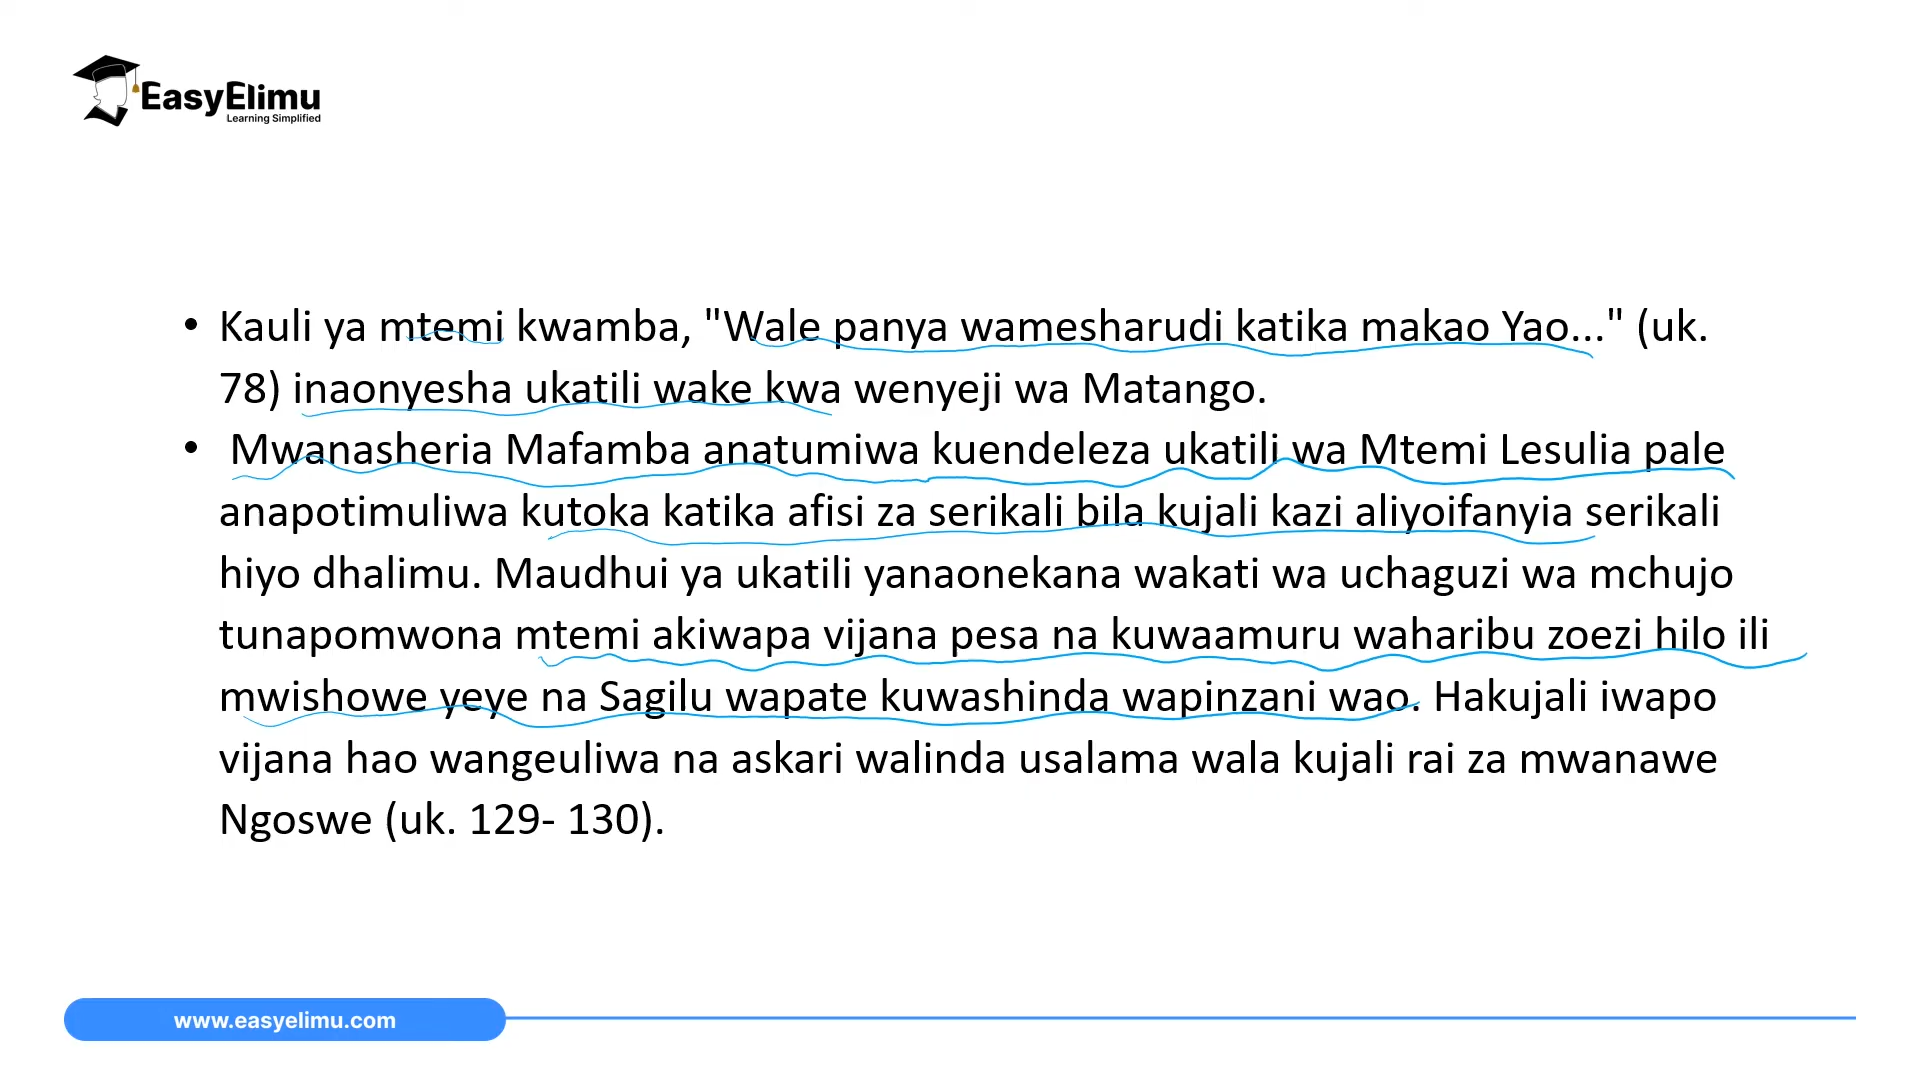 EasyElimu
Learning Simplified
• Kauli ya mtemi kwamba, "Wale panya wamesharudi katika makao Yao..." (uk.
78) inaonyesha ukatili wake kwa wenyeji wa Matango.
• Mwanasheria Mafamba anatumiwa kuendeleza ukatili wa Mtemi Lesulia pale
anapotimuliwa kutoka katika afisi za serikali bila kujali kazi aliyoifanyia serikali
hiyo dhalimu. Maudhui ya ukatili yanaonekana wakati wa uchaguzi wa mchujo
tunapomwona mtemi akiwapa vijana pesa na kuwaamuru waharibu zoezi hilo ili
mwishowe yeye na Sagilu wapate kuwashinda wapinzani wao. Hakujali iwapo
vijana hao wangeuliwa na askari walinda usalama wala kujali rai za mwanawe
Ngoswe (uk. 129- 130).
www.easyelimu.com